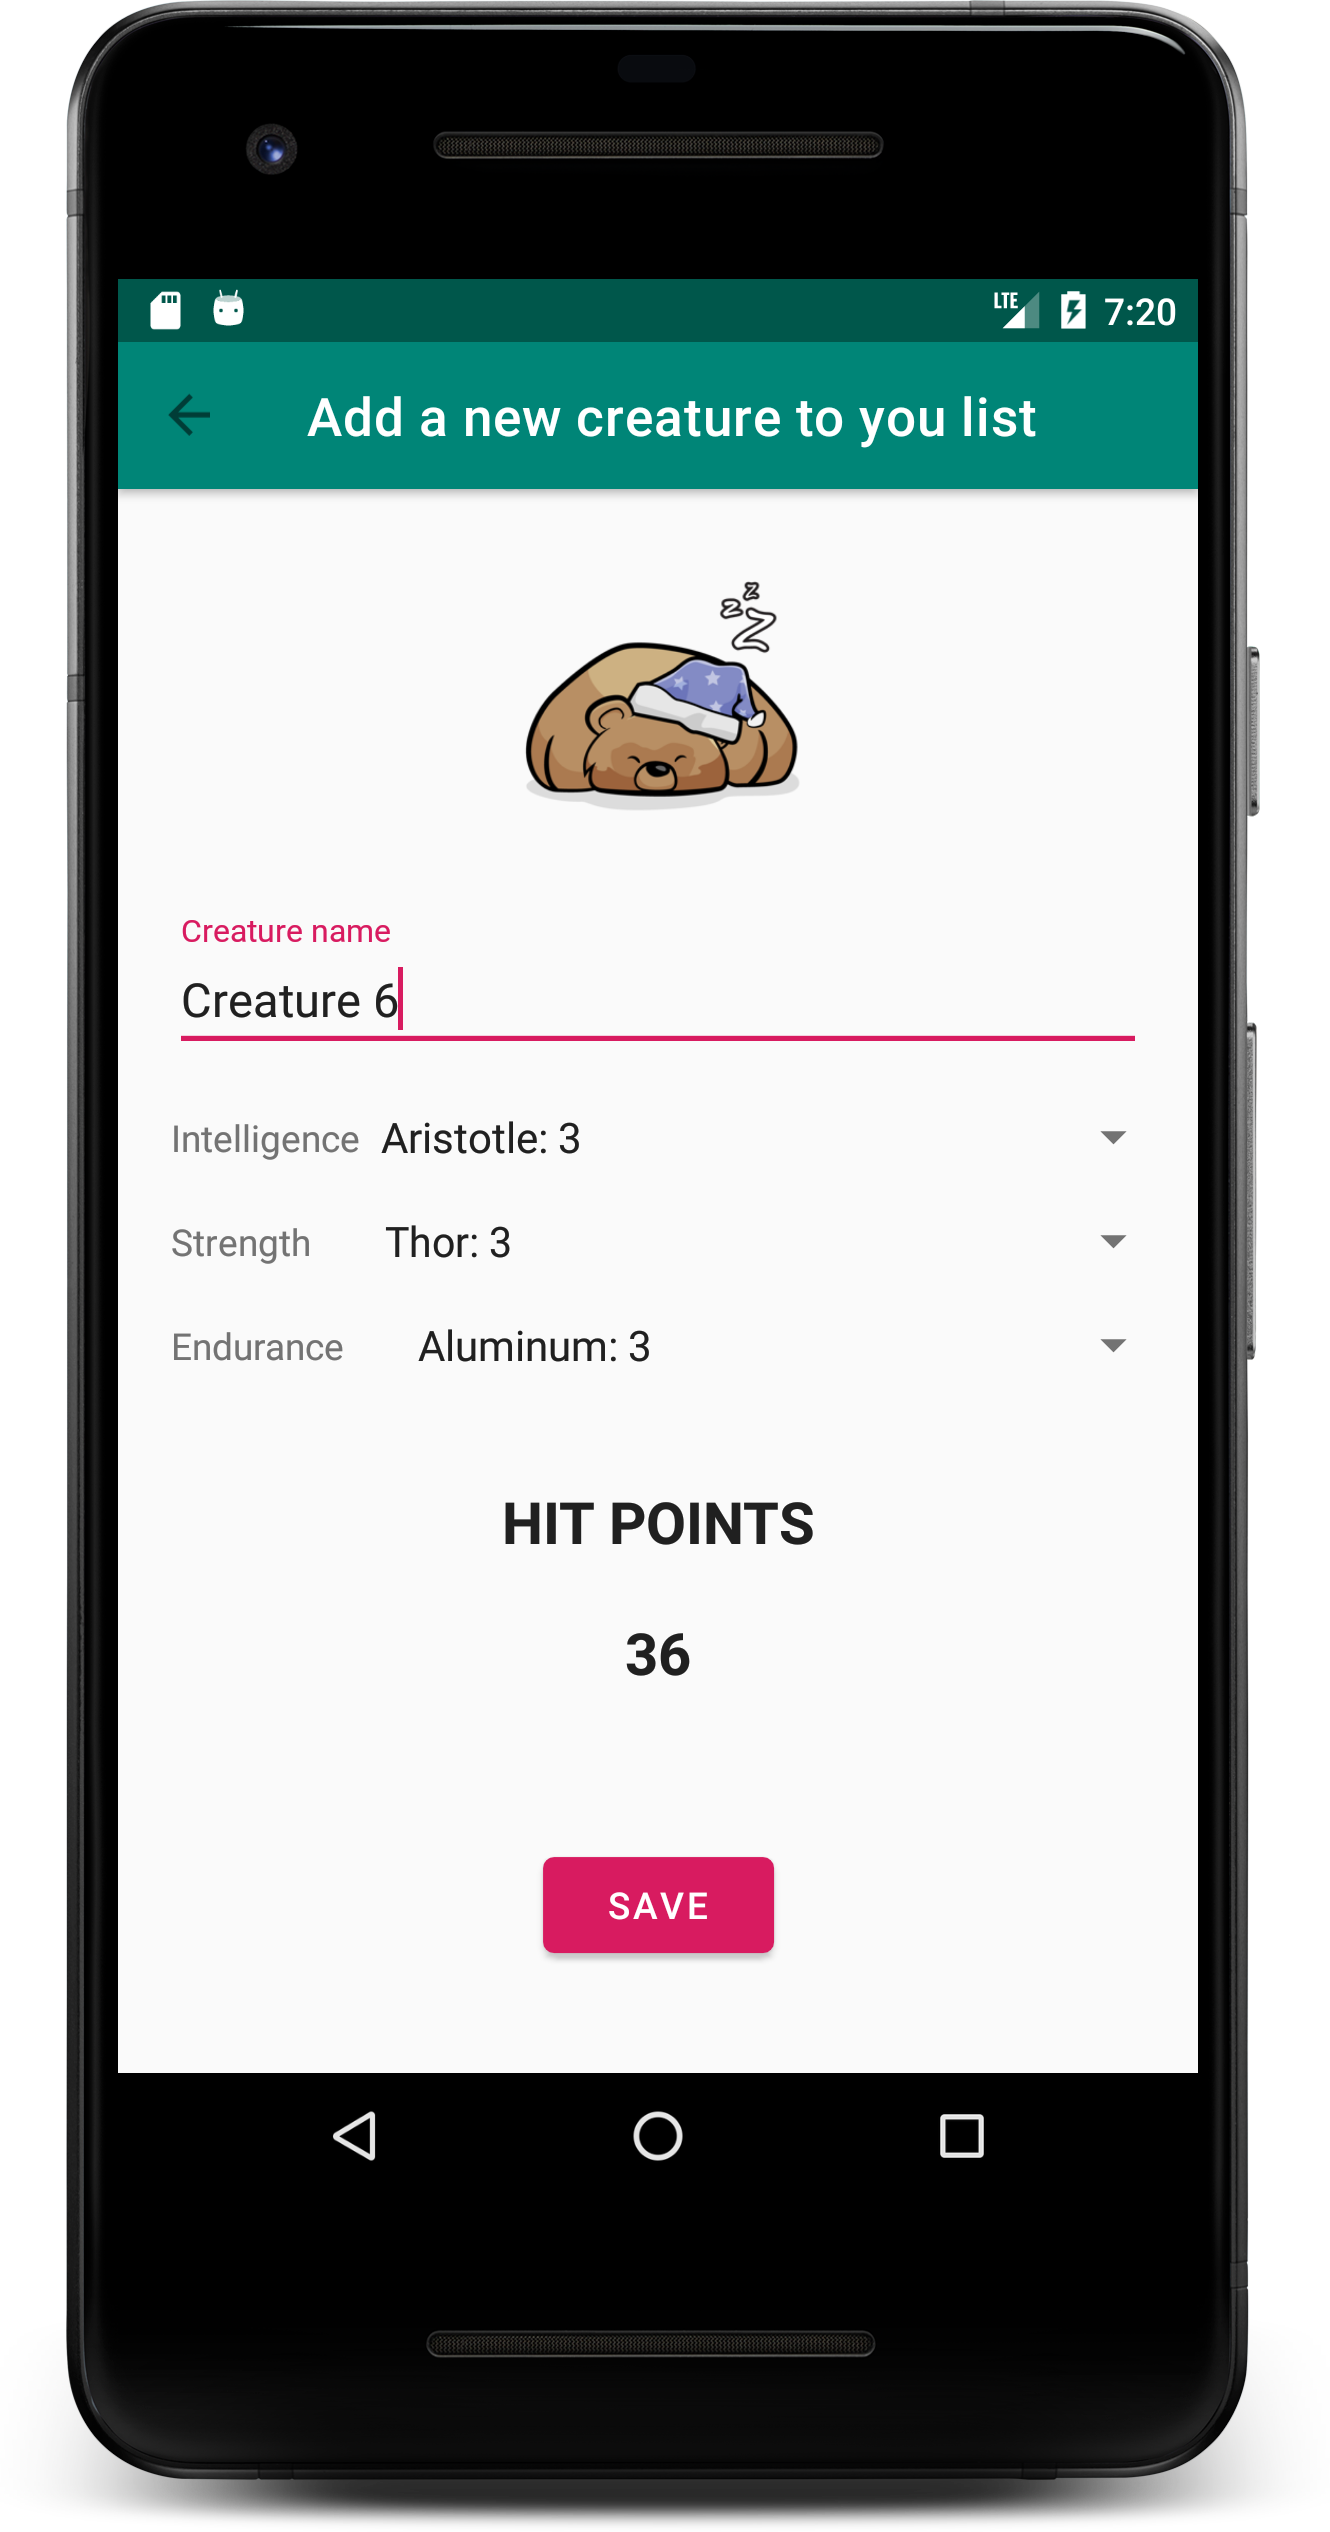 LTE 7:20
Add a new creature to you list
z z Z
Creature name
Creature 6
Intelligence Aristotle: 3
Strength Thor: 3
Endurance Aluminum: 3
HIT POINTS
36
SAVE